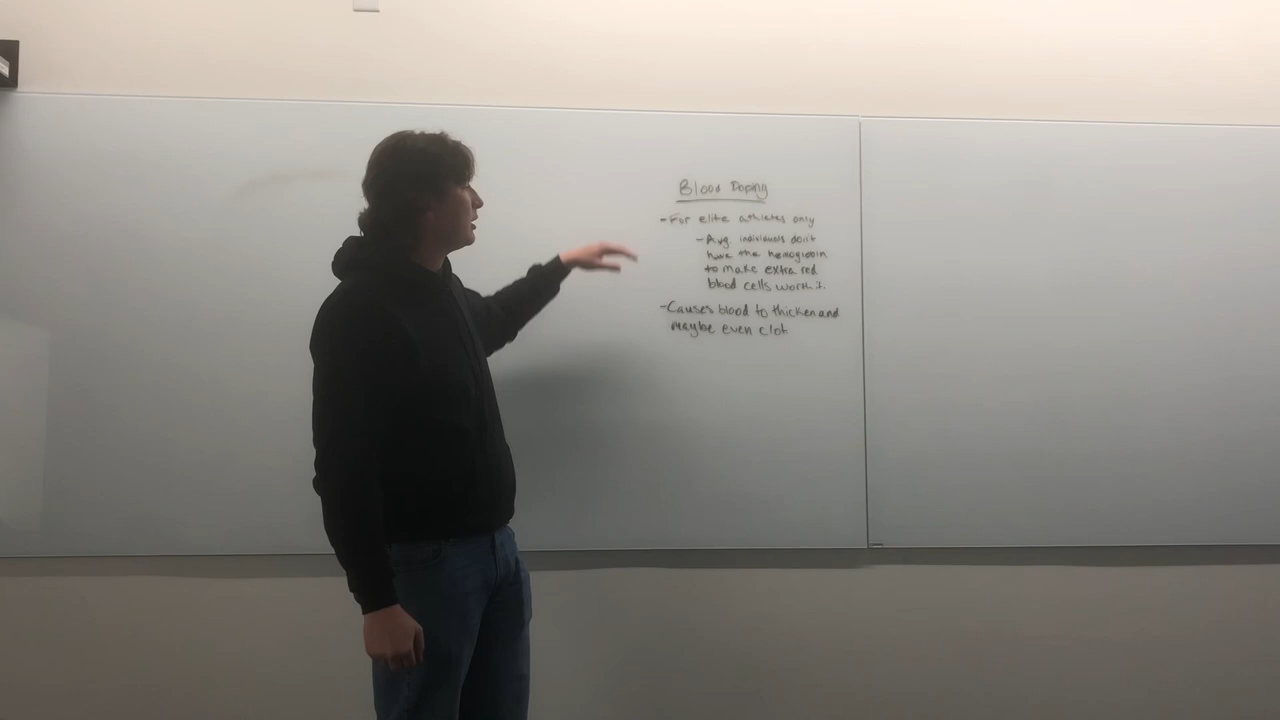 Blood Doping
- For elite athletes only
- Avg. individuals don't
have the hemoglobin
to make extra red
blood cells worth it.
- Causes blood to thicken and
maybe even clot